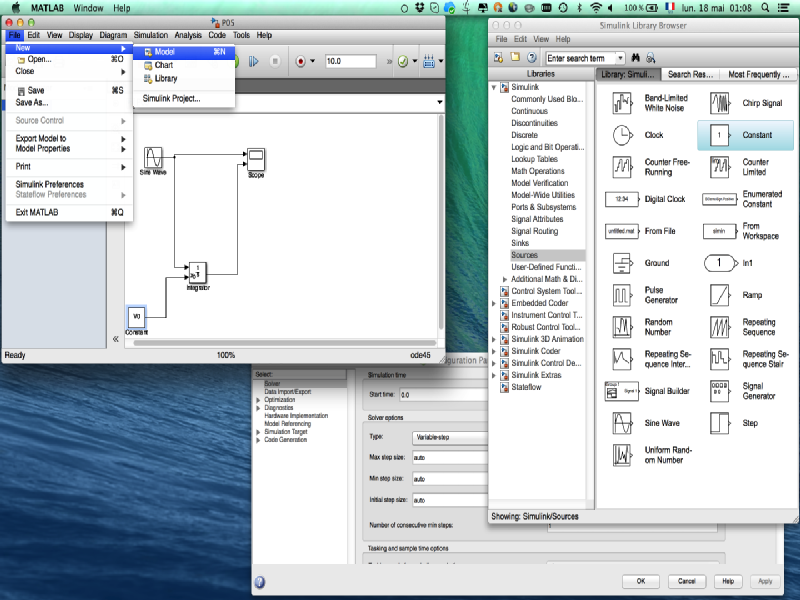 MATLAB Window Help
100% lun. 18 mai 01:08
PDS
File Edit View Display Diagram Simulation Analysis Code Tools Help
New
Open... ⌘O
Close
Save ⌘S
Save As...
Source Control
Export Model to
Model Properties
Print
Simulink Preferences
Stateflow Preferences
Exit MATLAB ⌘Q
Model ⌘N
Chart
Library
Simulink Project...
10.0
Sine Wave
Scope
Integrator
V0
Constant
Ready 100% ode45
Simulink Library Browser
File Edit View Help
Enter search term
Libraries
Library: Simuli... Search Res... Most Frequently ...
Simulink
Commonly Used Blo...
Continuous
Discontinuities
Discrete
Logic and Bit Operati...
Lookup Tables
Math Operations
Model Verification
Model-Wide Utilities
Ports & Subsystems
Signal Attributes
Signal Routing
Sinks
Sources
User-Defined Functi...
Additional Math & Di...
Control System Tool...
Embedded Coder
Instrument Control T...
Robust Control Tool...
Simulink 3D Animation
Simulink Coder
Simulink Control De...
Simulink Extras
Stateflow
Band-Limited
White Noise
Chirp Signal
Clock
1
Constant
Counter Free-
Running
Counter
Limited
12:34
Digital Clock
Enumerated
Constant
untitled.mat
From File
simin
From
Workspace
Ground
1
In1
Pulse
Generator
Ramp
Random
Number
Repeating
Sequence
Repeating Se-
quence Inter...
Repeating Se-
quence Stair
Signal Builder
Signal
Generator
Sine Wave
Step
Uniform Rand-
om Number
Showing: Simulink/Sources
Select:
Solver
Data Import/Export
Optimization
Diagnostics
Hardware Implementation
Model Referencing
Simulation Target
Code Generation
Simulation time
Start time: 0.0
Solver options
Type: Variable-step
Max step size: auto
Min step size: auto
Initial step size: auto
Number of consecutive min steps:
Tasking and sample time options
OK Cancel Help Apply